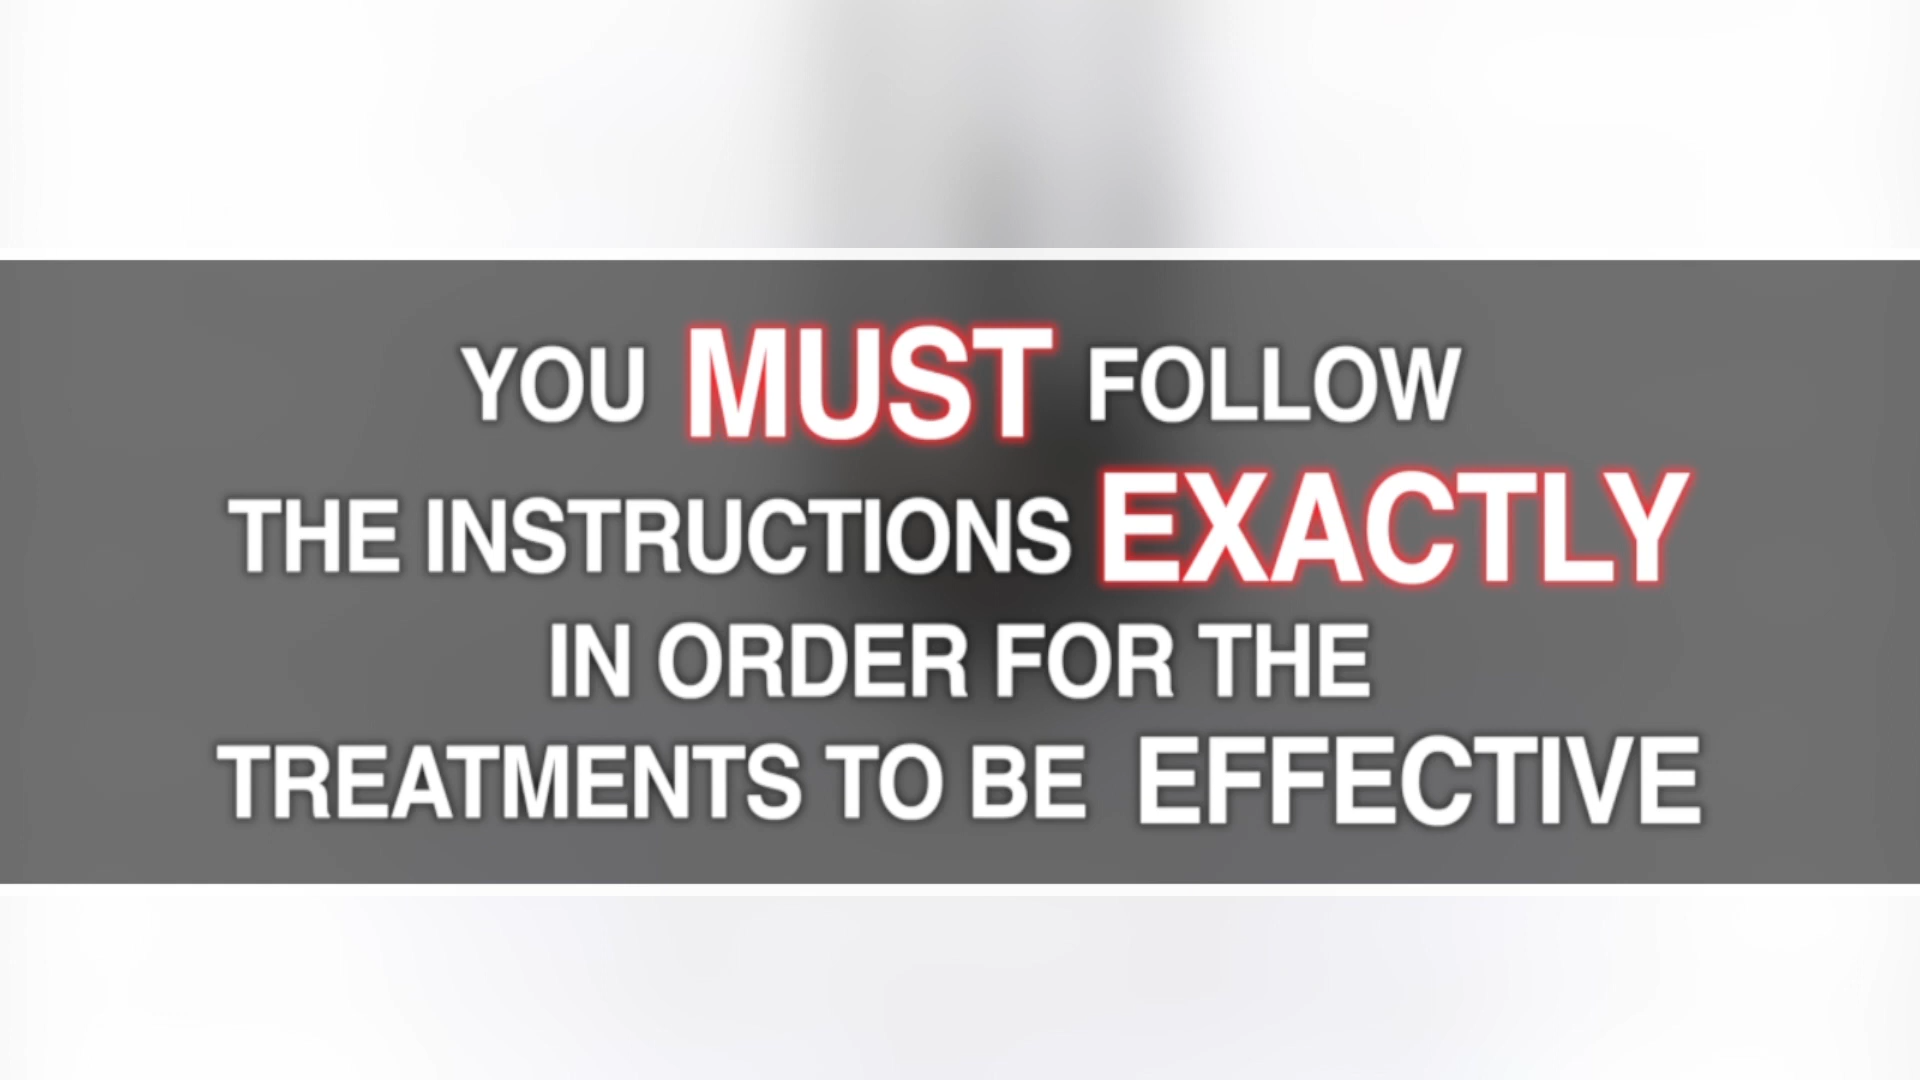 YOU MUST FOLLOW
THE INSTRUCTIONS EXACTLY
IN ORDER FOR THE
TREATMENTS TO BE EFFECTIVE